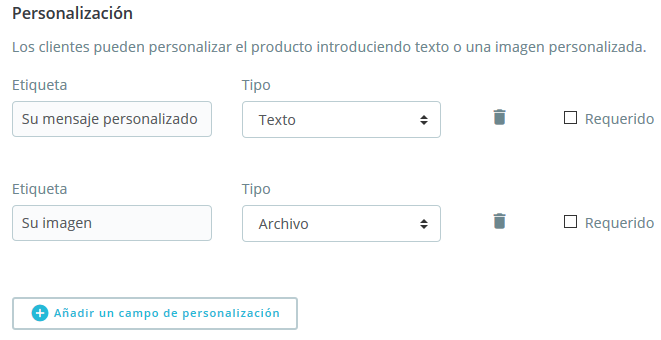 Personalización
Los clientes pueden personalizar el producto introduciendo texto o una imagen personalizada.
Etiqueta Tipo
Su mensaje personalizado Texto Requerido
Etiqueta Tipo
Su imagen Archivo Requerido
Añadir un campo de personalización